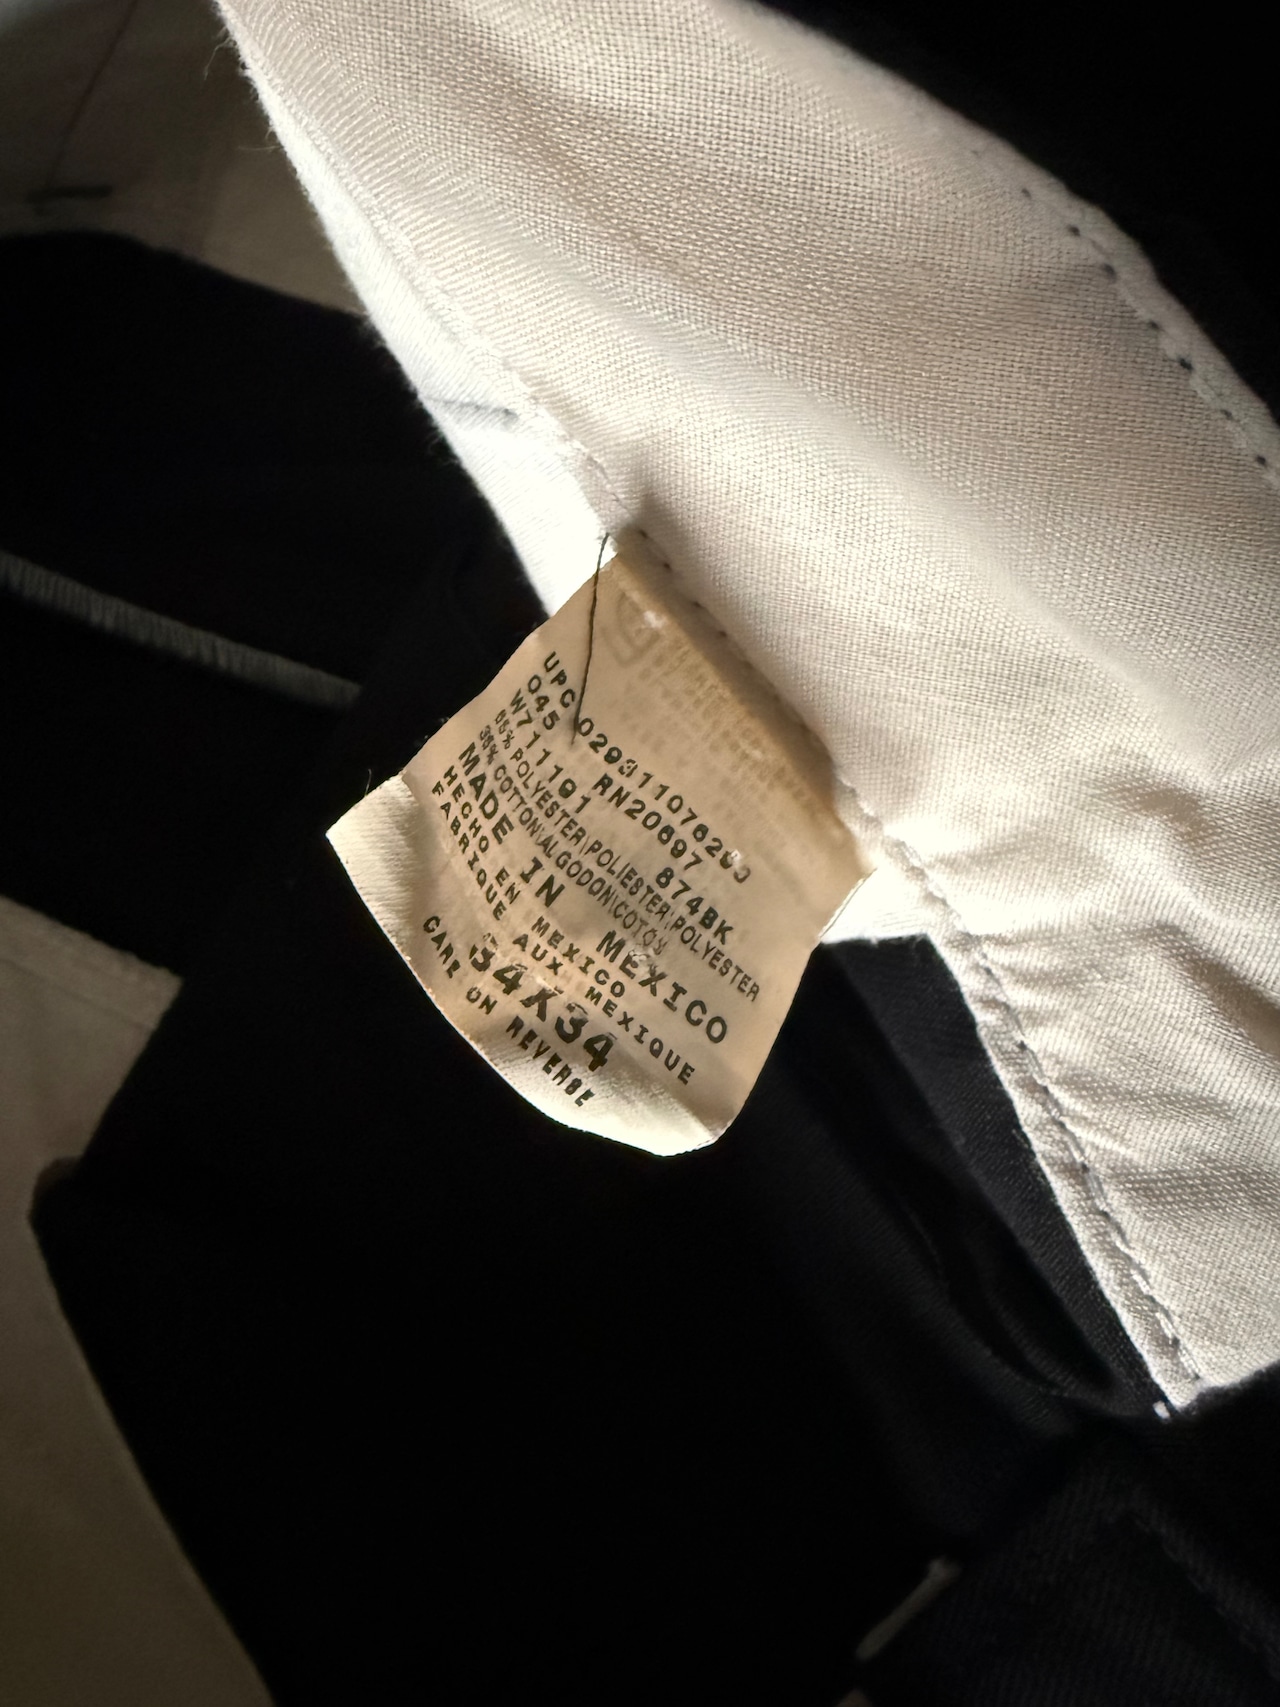 UPC 029311076203
045 RN20697 874BK
W71191
65% POLYESTER\POLIESTER\POLYESTER
35% COTTON\ALGODON\COTON
MADE IN MEXICO
HECHO EN MEXICO
FABRIQUE AUX MEXIQUE
34X34
CARE ON REVERSE